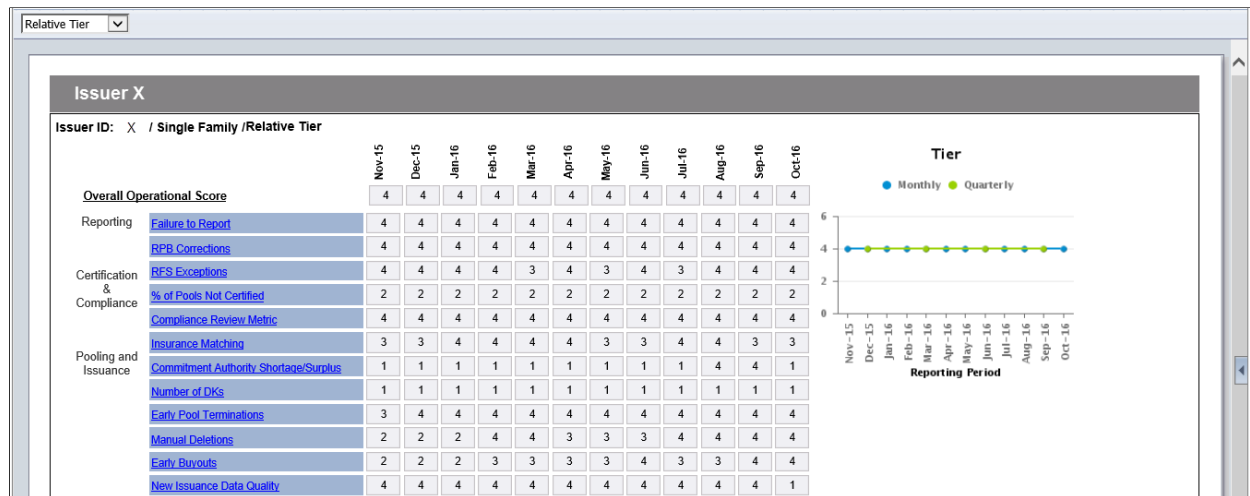 Relative Tier
Issuer X
Issuer ID: X / Single Family /Relative Tier
Nov-15 Dec-15 Jan-16 Feb-16 Mar-16 Apr-16 May-16 Jun-16 Jul-16 Aug-16 Sep-16 Oct-16
Overall Operational Score 4 4 4 4 4 4 4 4 4 4 4 4
Reporting Failure to Report 4 4 4 4 4 4 4 4 4 4 4 4
RPB Corrections 4 4 4 4 4 4 4 4 4 4 4 4
Certification & Compliance RFS Exceptions 4 4 4 4 3 4 3 4 3 4 4 4
% of Pools Not Certified 2 2 2 2 2 2 2 2 2 2 2 2
Compliance Review Metric 4 4 4 4 4 4 4 4 4 4 4 4
Pooling and Issuance Insurance Matching 3 3 4 4 4 4 3 3 4 4 3 3
Commitment Authority Shortage/Surplus 1 1 1 1 1 1 1 1 1 4 4 1
Number of DKs 1 1 1 1 1 1 1 1 1 1 1 1
Early Pool Terminations 3 4 4 4 4 4 4 4 4 4 4 4
Manual Deletions 2 2 2 4 4 3 3 3 4 4 4 4
Early Buyouts 2 2 2 3 3 3 3 4 3 3 4 4
New Issuance Data Quality 4 4 4 4 4 4 4 4 4 4 4 1
Tier
Monthly Quarterly
6
4
2
0
Nov-15 Dec-15 Jan-16 Feb-16 Mar-16 Apr-16 May-16 Jun-16 Jul-16 Aug-16 Sep-16 Oct-16
Reporting Period